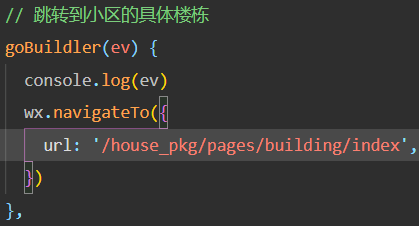 // 跳转到小区的具体楼栋
goBuildler(ev) {
console.log(ev)
wx.navigateTo({
url: '/house_pkg/pages/building/index',
})
},